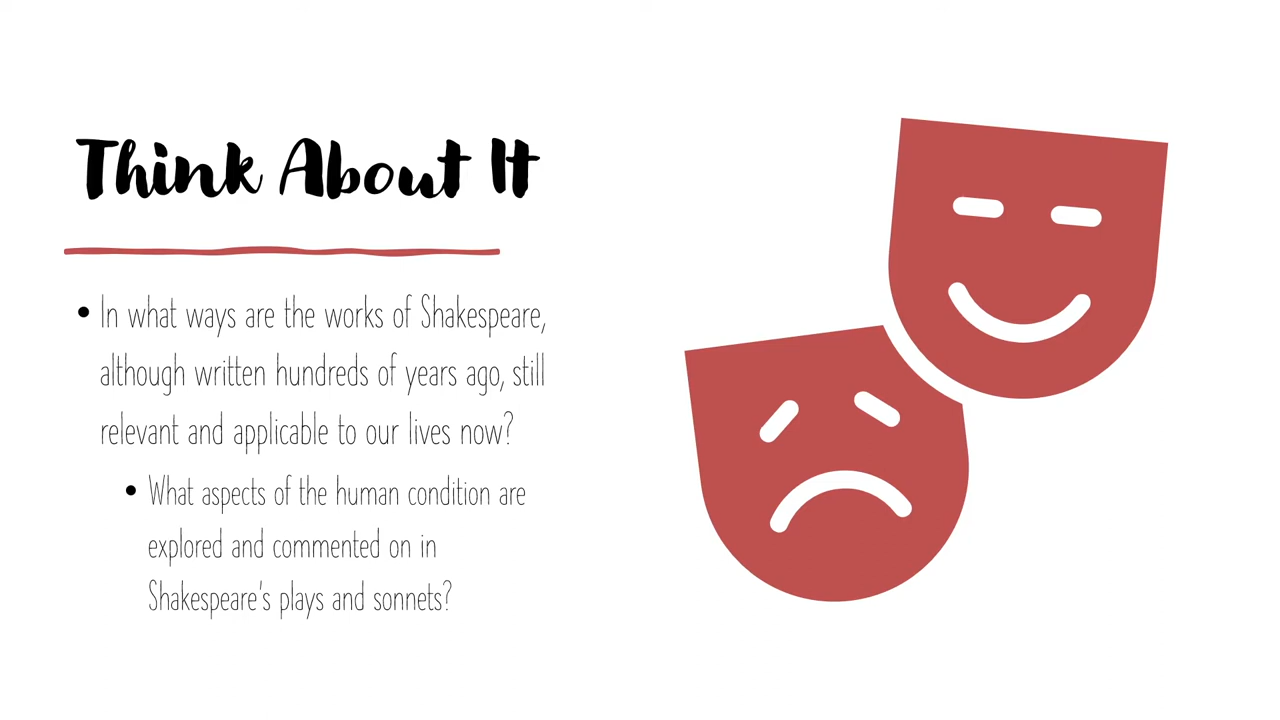 Think About It
• In what ways are the works of Shakespeare,
although written hundreds of years ago, still
relevant and applicable to our lives now?
• What aspects of the human condition are
explored and commented on in
Shakespeare's plays and sonnets?